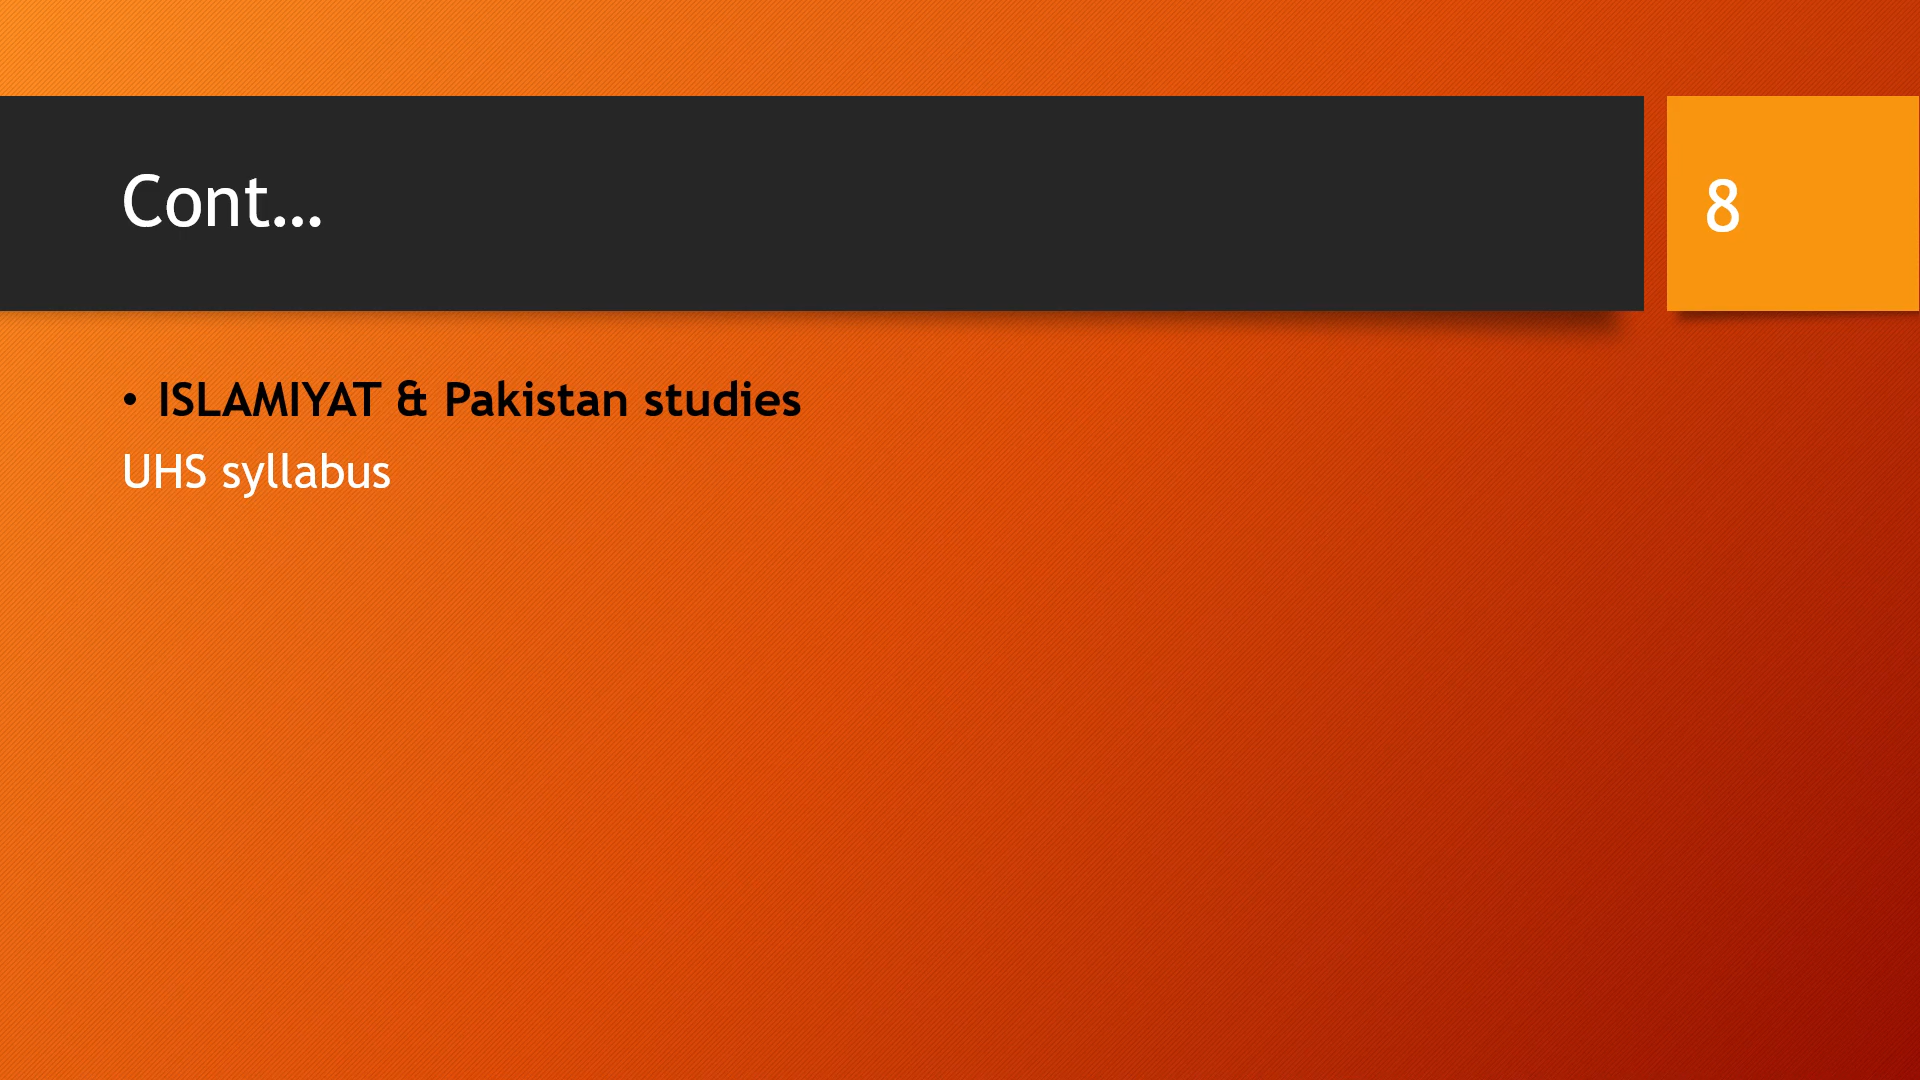 Cont...
8
• ISLAMIYAT & Pakistan studies
UHS syllabus